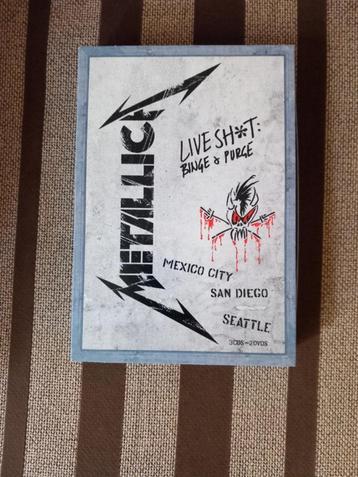 METALLICA
LIVE SH*T:
BINGE & PURGE
MEXICO CITY
SAN DIEGO
SEATTLE
3CDS-2DVDS